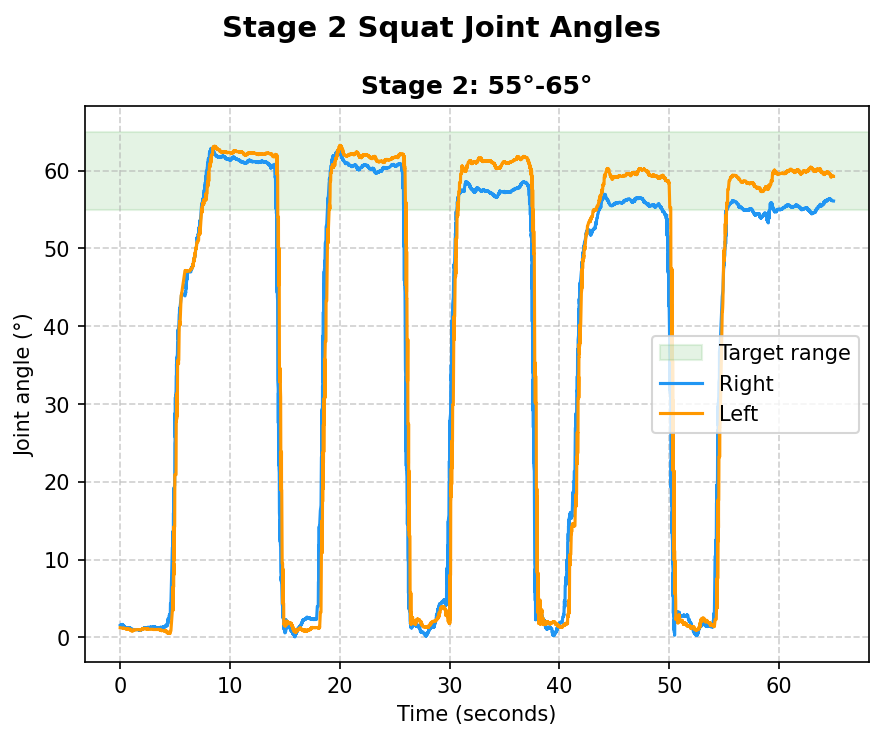 Stage 2 Squat Joint Angles
Stage 2: 55°-65°
Joint angle (°)
60
50
40
30
20
10
0
Target range
Right
Left
0 10 20 30 40 50 60
Time (seconds)